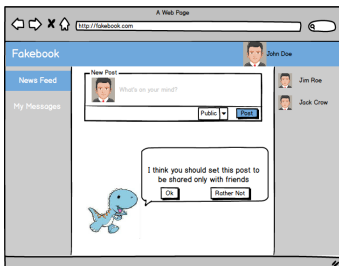 A Web Page
http://fakebook.com
Fakebook
John Doe
News Feed
My Messages
New Post
What's on your mind?
Public
Post
Jim Roe
Jack Crow
I think you should set this post to
be shared only with friends
Ok
Rather Not